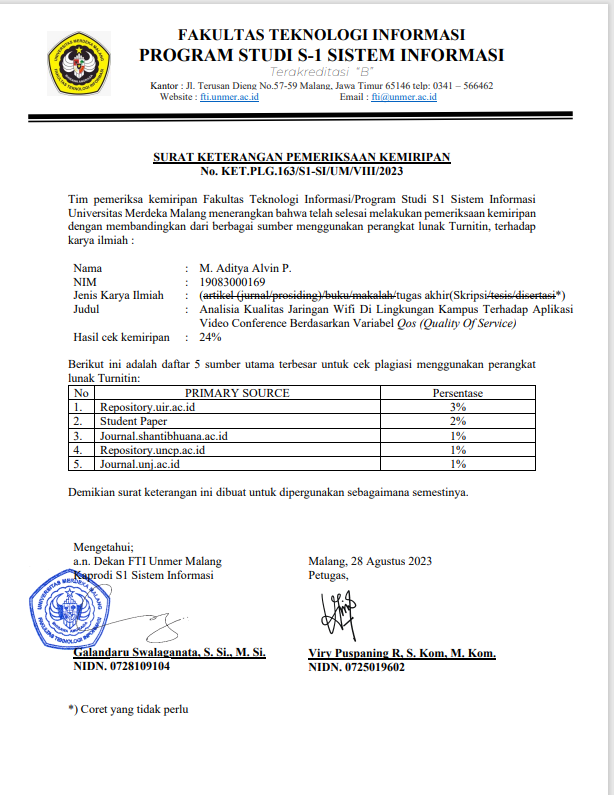 FAKULTAS TEKNOLOGI INFORMASI
PROGRAM STUDI S-1 SISTEM INFORMASI
Terakreditasi "B"
Kantor : Jl. Terusan Dieng No.57-59 Malang, Jawa Timur 65146 telp: 0341 – 566462
Website : fti.unmer.ac.id Email : fti@unmer.ac.id
SURAT KETERANGAN PEMERIKSAAN KEMIRIPAN
No. KET.PLG.163/S1-SI/UM/VIII/2023
Tim pemeriksa kemiripan Fakultas Teknologi Informasi/Program Studi S1 Sistem Informasi
Universitas Merdeka Malang menerangkan bahwa telah selesai melakukan pemeriksaan kemiripan
dengan membandingkan dari berbagai sumber menggunakan perangkat lunak Turnitin, terhadap
karya ilmiah :
Nama : M. Aditya Alvin P.
NIM : 19083000169
Jenis Karya Ilmiah : (artikel (jurnal/prosiding)/buku/makalah/tugas akhir(Skripsi/tesis/disertasi*)
Judul : Analisia Kualitas Jaringan Wifi Di Lingkungan Kampus Terhadap Aplikasi
Video Conference Berdasarkan Variabel Qos (Quality Of Service)
Hasil cek kemiripan : 24%
Berikut ini adalah daftar 5 sumber utama terbesar untuk cek plagiasi menggunakan perangkat
lunak Turnitin:
No PRIMARY SOURCE Persentase
1. Repository.uir.ac.id 3%
2. Student Paper 2%
3. Journal.shantibhuana.ac.id 1%
4. Repository.uncp.ac.id 1%
5. Journal.unj.ac.id 1%
Demikian surat keterangan ini dibuat untuk dipergunakan sebagaimana semestinya.
Mengetahui;
a.n. Dekan FTI Unmer Malang Malang, 28 Agustus 2023
Kaprodi S1 Sistem Informasi Petugas,
UNIVERSITAS MERDEKA MALANG
FAKULTAS TEKNOLOGI INFORMASI
Galandaru Swalaganata, S. Si., M. Si. Viry Puspaning R, S. Kom, M. Kom.
NIDN. 0728109104 NIDN. 0725019602
*) Coret yang tidak perlu